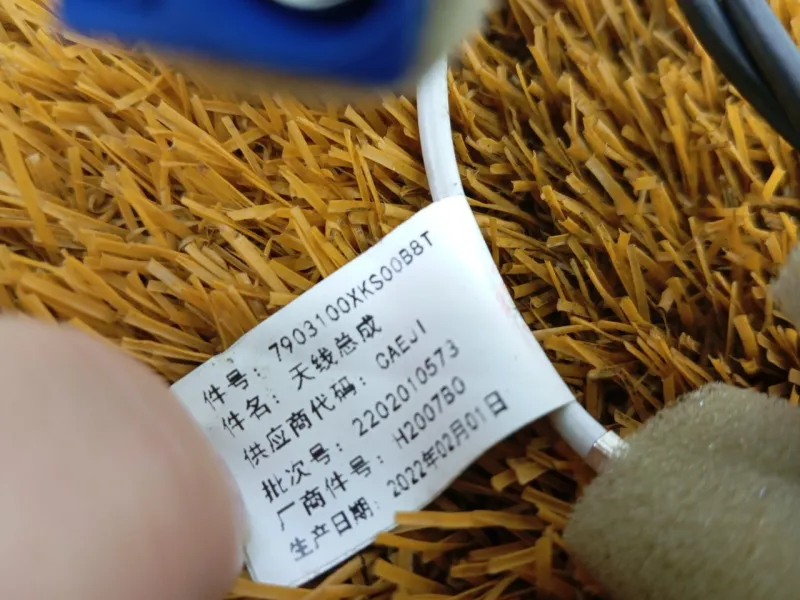 件号: 7903100XKS00B8T
件名: 天线总成
供应商代码: CAEJI
批次号: 2202010573
厂商件号: H2007B0
生产日期: 2022年02月01日